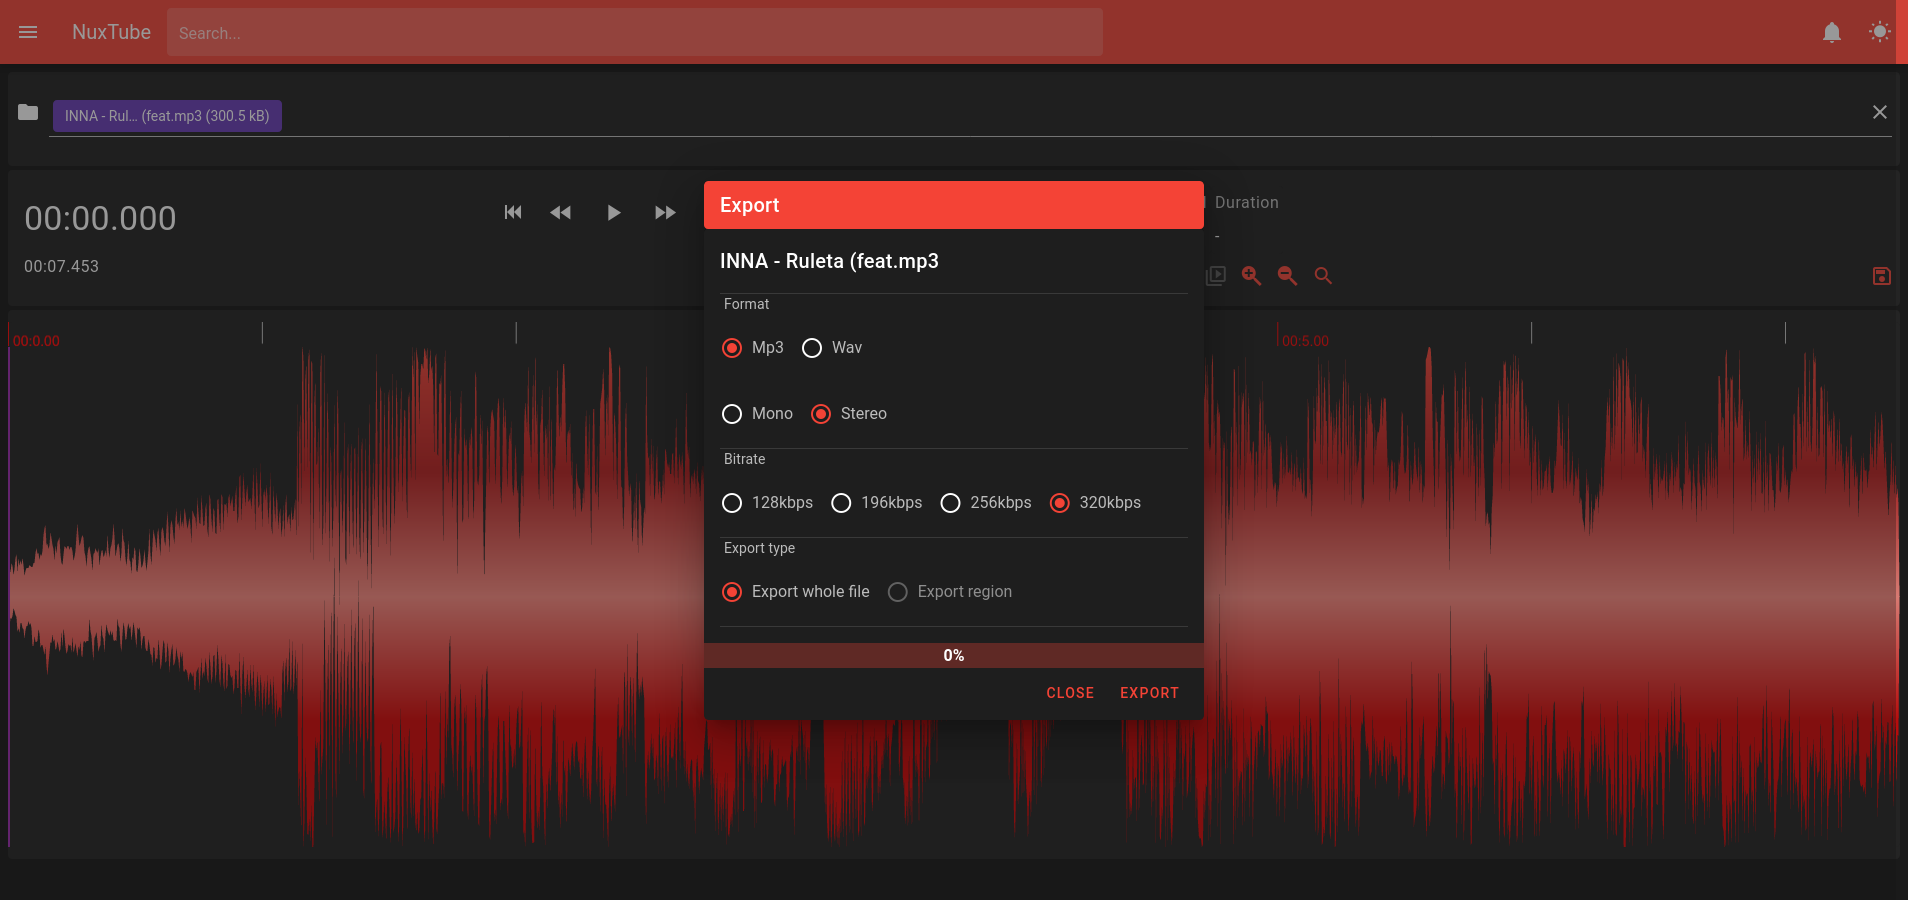 NuxTube
Search...
INNA - Rul... (feat.mp3 (300.5 kB)
00:00.000
00:07.453
Duration
-
00:0.00
00:5.00
Export
INNA - Ruleta (feat.mp3
Format
Mp3 Wav
Mono Stereo
Bitrate
128kbps 196kbps 256kbps 320kbps
Export type
Export whole file Export region
0%
CLOSE EXPORT